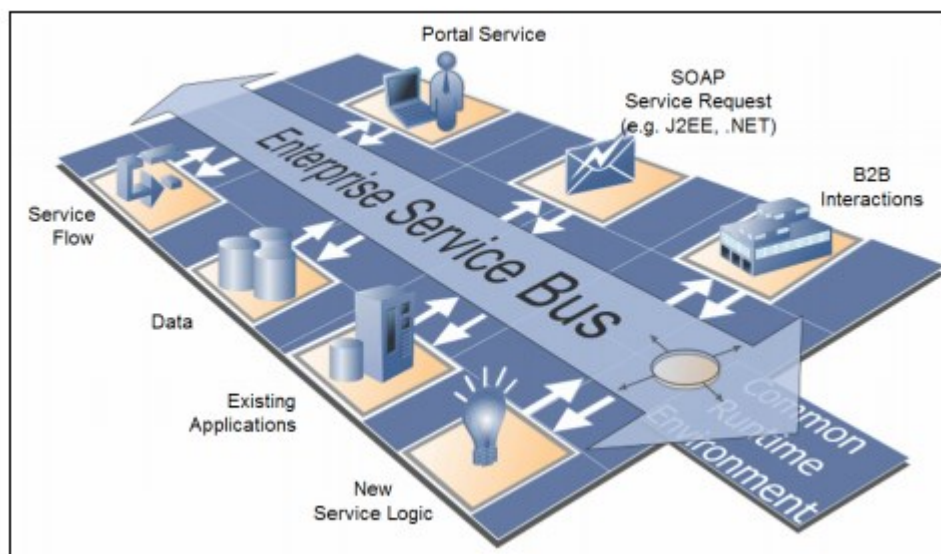 Portal Service
SOAP
Service Request
(e.g. J2EE, .NET)
B2B
Interactions
Enterprise Service Bus
Service
Flow
Data
Existing
Applications
New
Service Logic
Common
Runtime
Environment